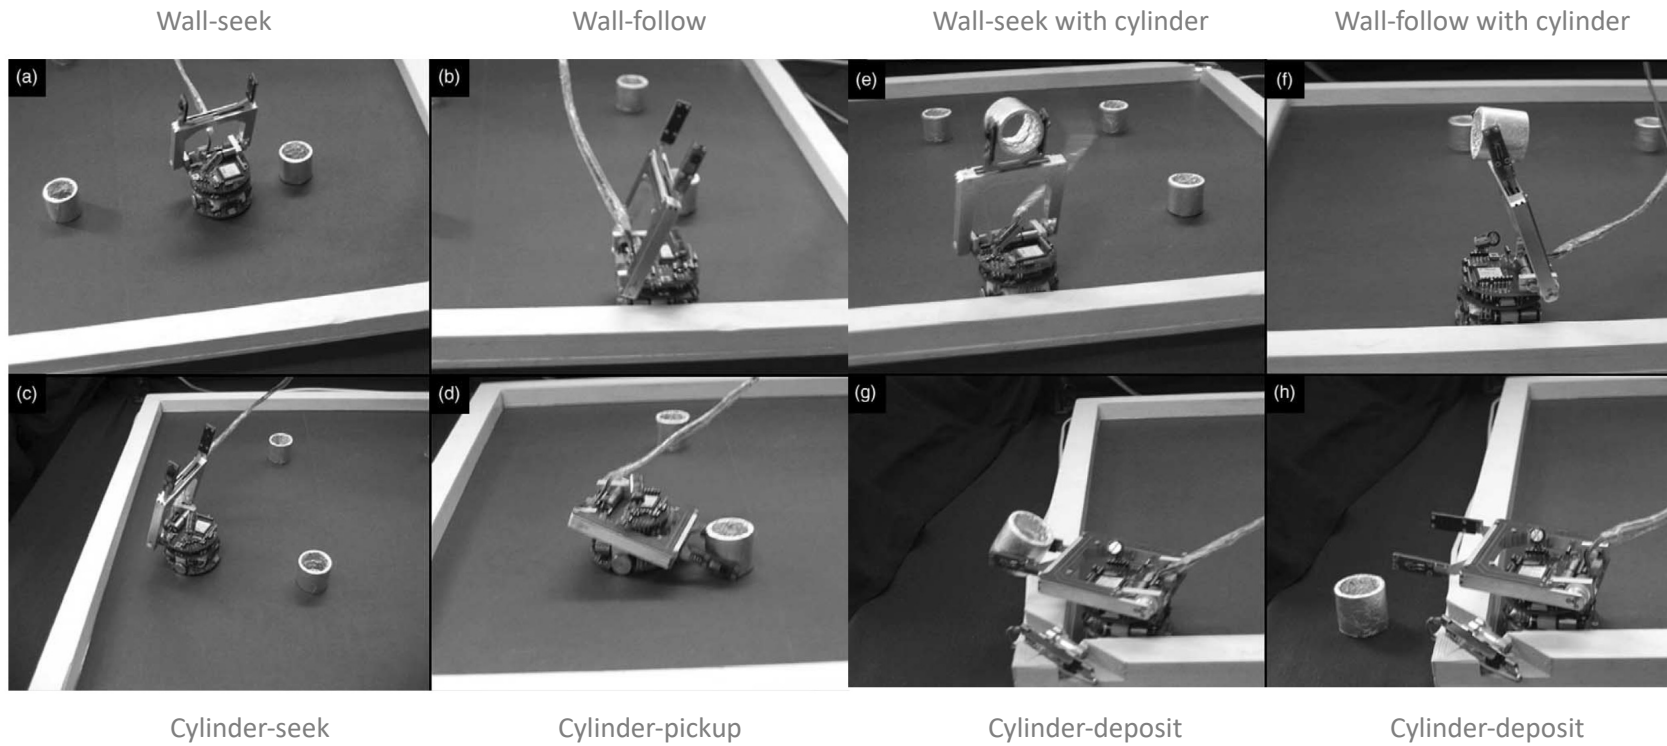 Wall-seek
Wall-follow
Wall-seek with cylinder
Wall-follow with cylinder
(a)
(b)
(e)
(f)
(c)
(d)
(g)
(h)
Cylinder-seek
Cylinder-pickup
Cylinder-deposit
Cylinder-deposit